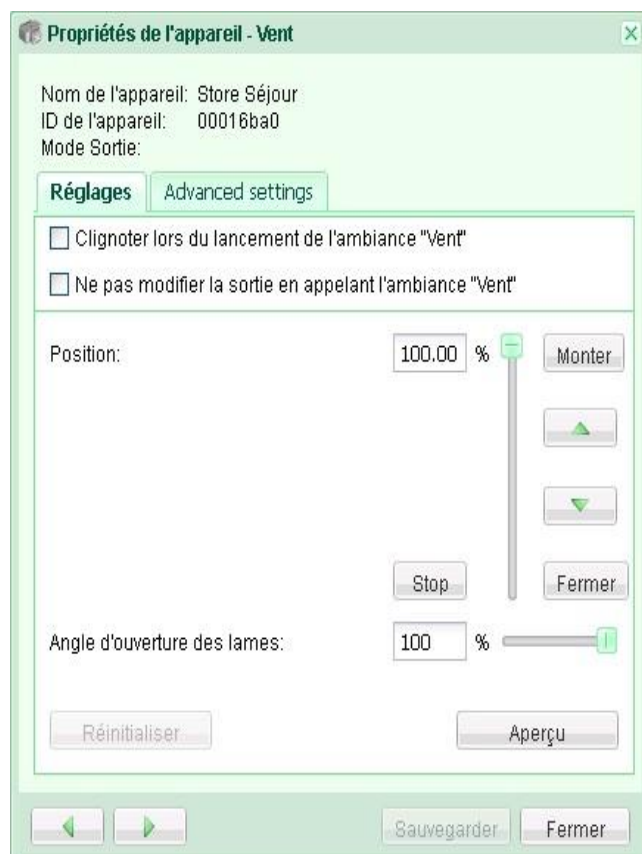 Propriétés de l'appareil - Vent
Nom de l'appareil: Store Séjour
ID de l'appareil: 00016ba0
Mode Sortie:
Réglages Advanced settings
Clignoter lors du lancement de l'ambiance "Vent"
Ne pas modifier la sortie en appelant l'ambiance "Vent"
Position: 100.00 % Monter
Stop Fermer
Angle d'ouverture des lames: 100 %
Réinitialiser Aperçu
Sauvegarder Fermer